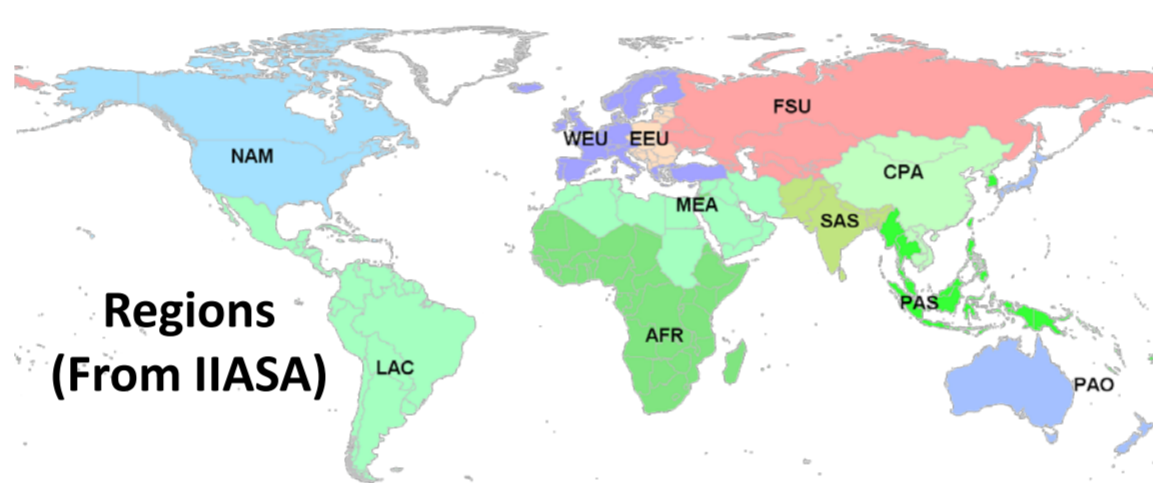 FSU
WEU
EEU
NAM
CPA
MEA
SAS
PAS
Regions
(From IIASA)
AFR
LAC
PAO